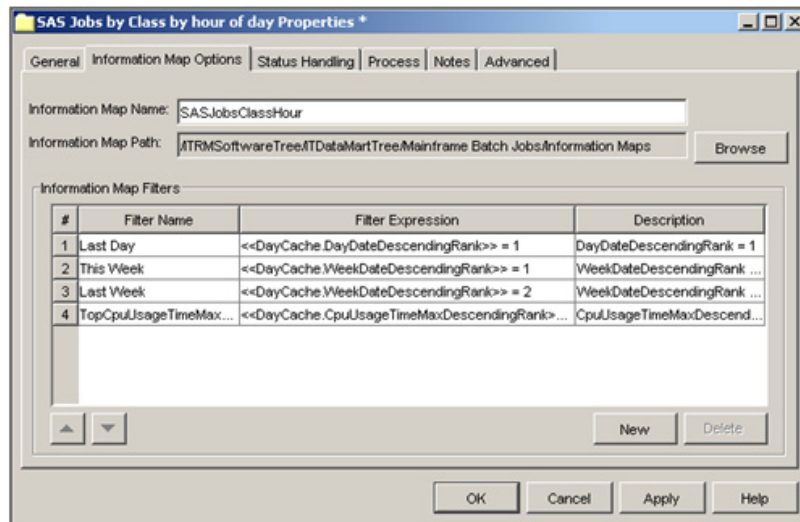 SAS Jobs by Class by hour of day Properties *
General Information Map Options Status Handling Process Notes Advanced
Information Map Name: SASJobsClassHour
Information Map Path: /ITRMSoftwareTree/ITDataMartTree/Mainframe Batch Jobs/Information Maps Browse
Information Map Filters
# Filter Name Filter Expression Description
1 Last Day <<DayCache.DayDateDescendingRank>> = 1 DayDateDescendingRank = 1
2 This Week <<DayCache.WeekDateDescendingRank>> = 1 WeekDateDescendingRank ...
3 Last Week <<DayCache.WeekDateDescendingRank>> = 2 WeekDateDescendingRank ...
4 TopCpuUsageTimeMax... <<DayCache.CpuUsageTimeMaxDescendingRank>... CpuUsageTimeMaxDescend...
New Delete
OK Cancel Apply Help